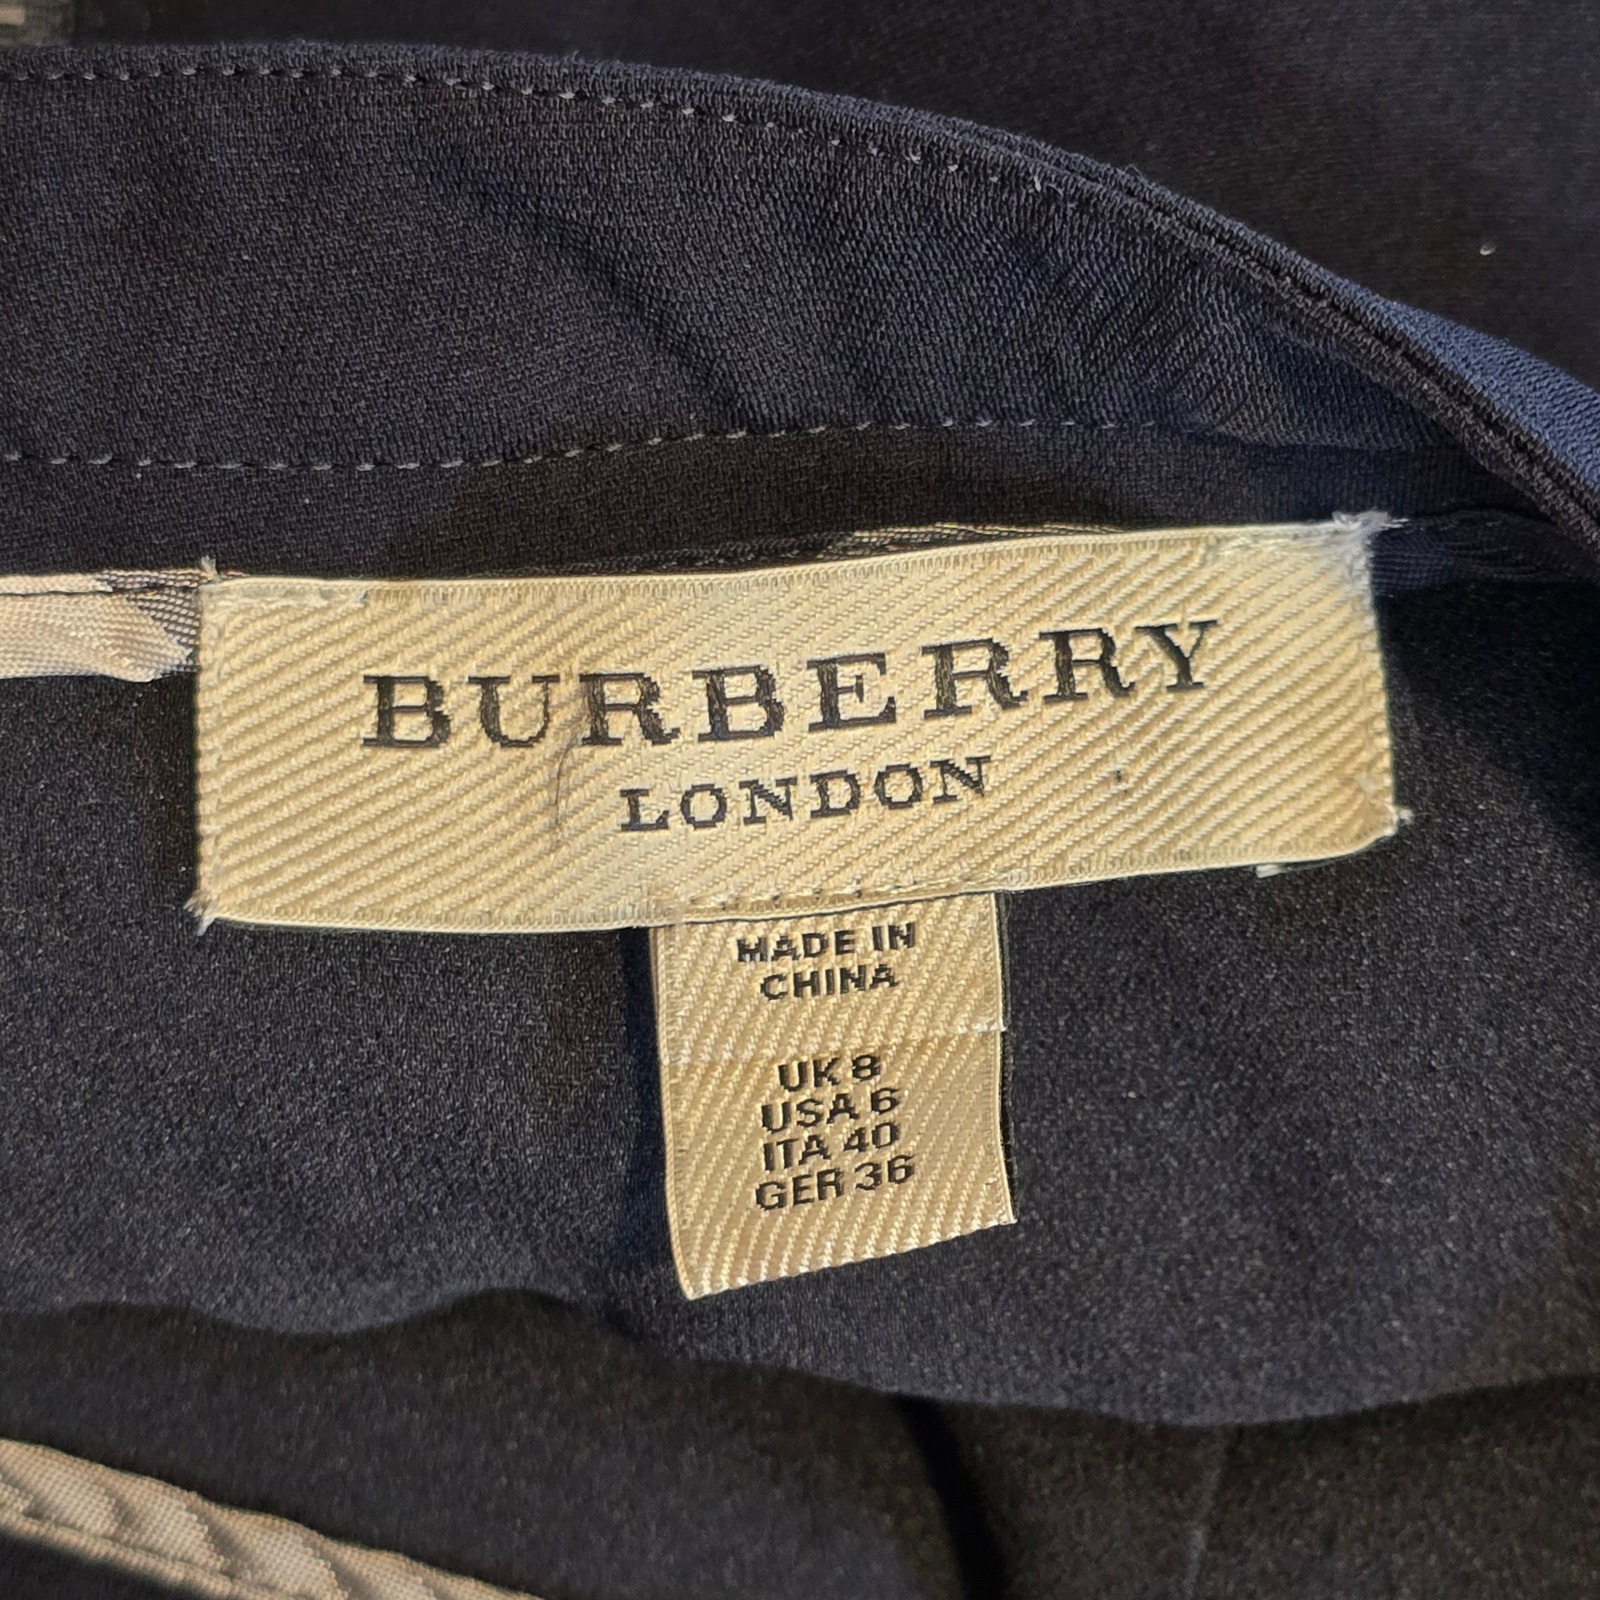 BURBERRY
LONDON
MADE IN
CHINA
UK 8
USA 6
ITA 40
GER 36